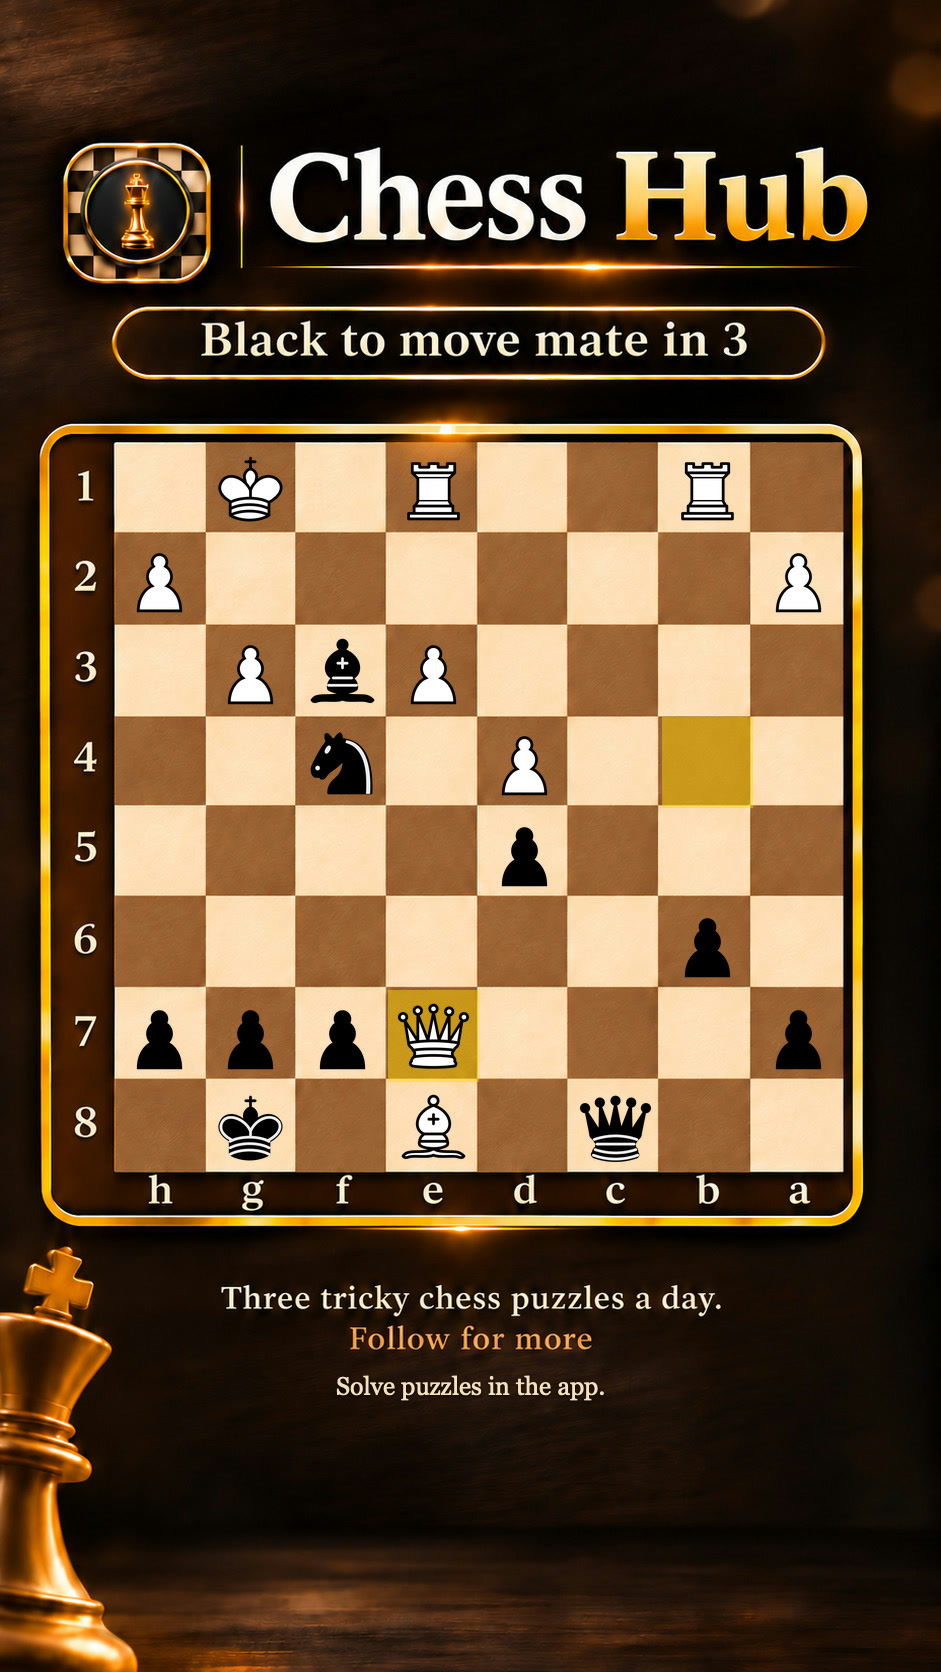 Chess Hub
Black to move mate in 3
1
2
3
4
5
6
7
8
h g f e d c b a
Three tricky chess puzzles a day.
Follow for more
Solve puzzles in the app.